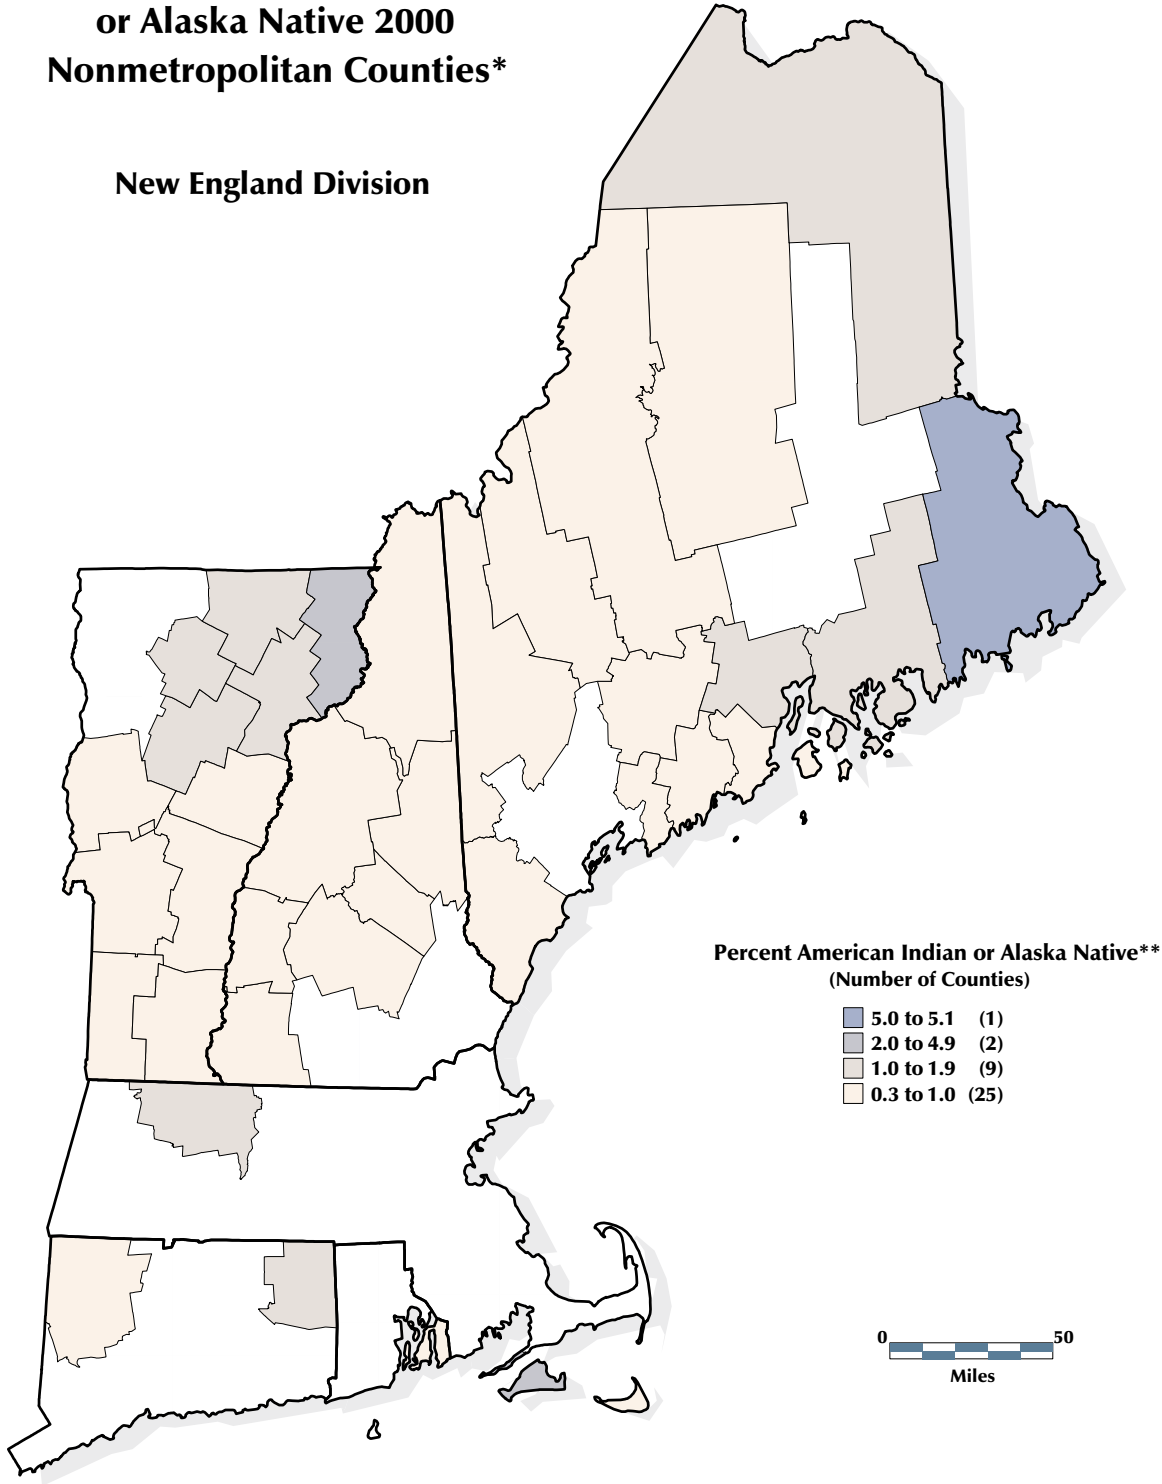 or Alaska Native 2000
Nonmetropolitan Counties*
New England Division
Percent American Indian or Alaska Native**
(Number of Counties)
5.0 to 5.1 (1)
2.0 to 4.9 (2)
1.0 to 1.9 (9)
0.3 to 1.0 (25)
0 50
Miles